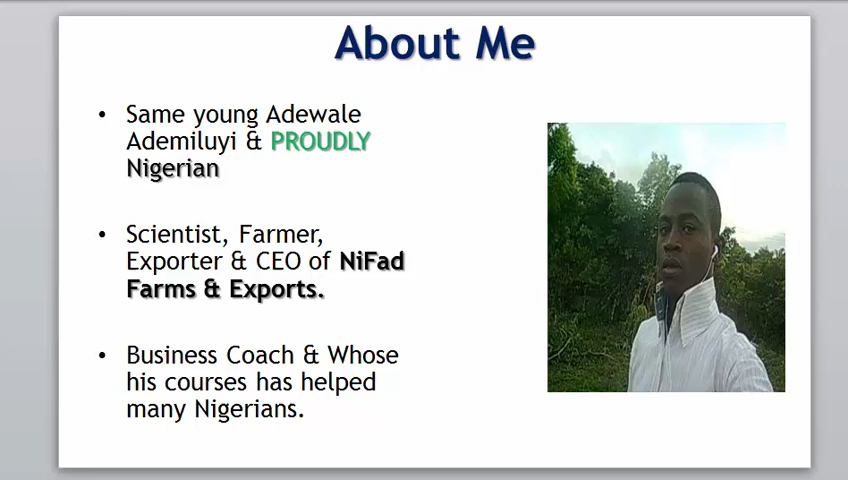 About Me
• Same young Adewale
Ademiluyi & PROUDLY
Nigerian
• Scientist, Farmer,
Exporter & CEO of NiFad
Farms & Exports.
• Business Coach & Whose
his courses has helped
many Nigerians.